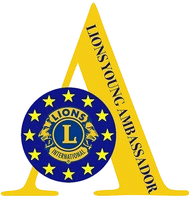 LIONS YOUNG AMBASSADOR
LIONS
L
INTERNATIONAL